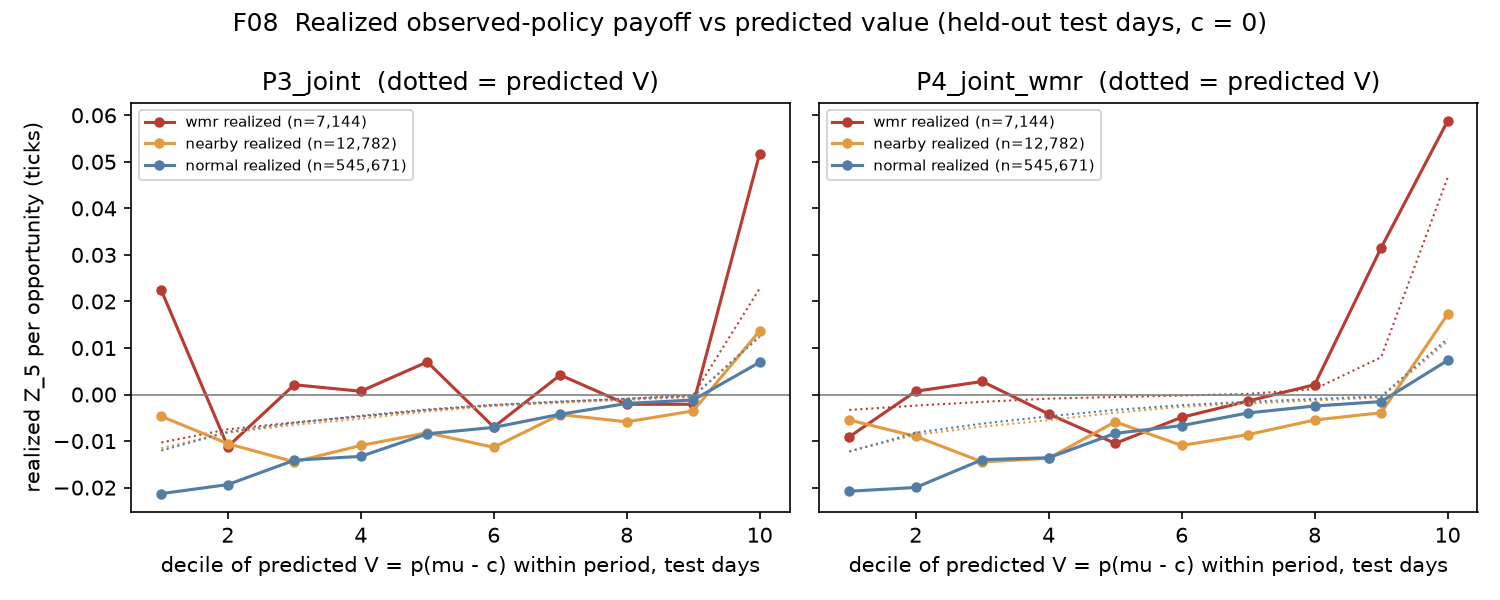 F08  Realized observed-policy payoff vs predicted value (held-out test days, c = 0)
P3_joint  (dotted = predicted V)
P4_joint_wmr  (dotted = predicted V)
realized Z_5 per opportunity (ticks)
0.06
0.05
0.04
0.03
0.02
0.01
0.00
−0.01
−0.02
wmr realized (n=7,144)
nearby realized (n=12,782)
normal realized (n=545,671)
wmr realized (n=7,144)
nearby realized (n=12,782)
normal realized (n=545,671)
2 4 6 8 10
2 4 6 8 10
decile of predicted V = p(mu - c) within period, test days
decile of predicted V = p(mu - c) within period, test days